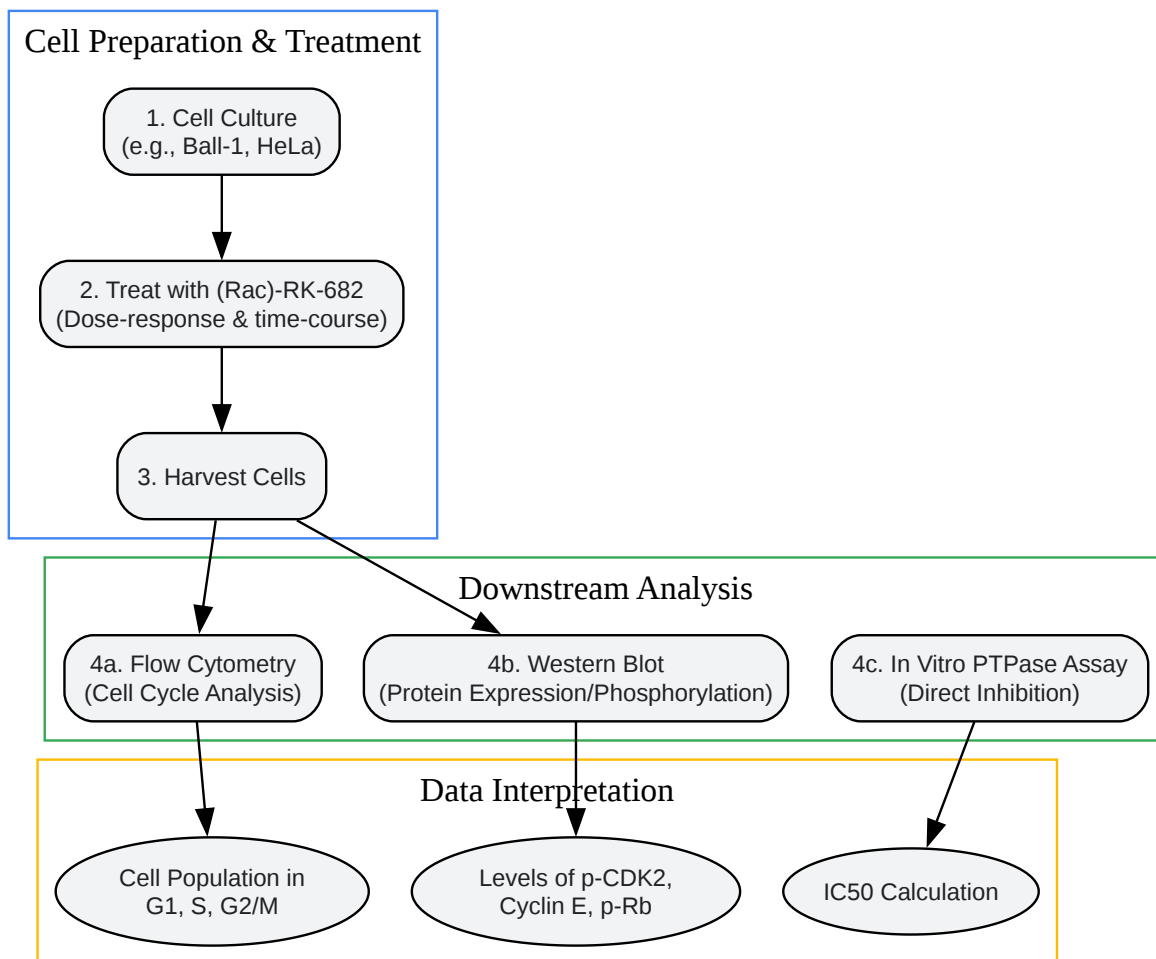 Cell Preparation & Treatment
1. Cell Culture
(e.g., Ball-1, HeLa)
2. Treat with (Rac)-RK-682
(Dose-response & time-course)
3. Harvest Cells
Downstream Analysis
4a. Flow Cytometry
(Cell Cycle Analysis)
4b. Western Blot
(Protein Expression/Phosphorylation)
4c. In Vitro PTPase Assay
(Direct Inhibition)
Data Interpretation
Cell Population in
G1, S, G2/M
Levels of p-CDK2,
Cyclin E, p-Rb
IC50 Calculation